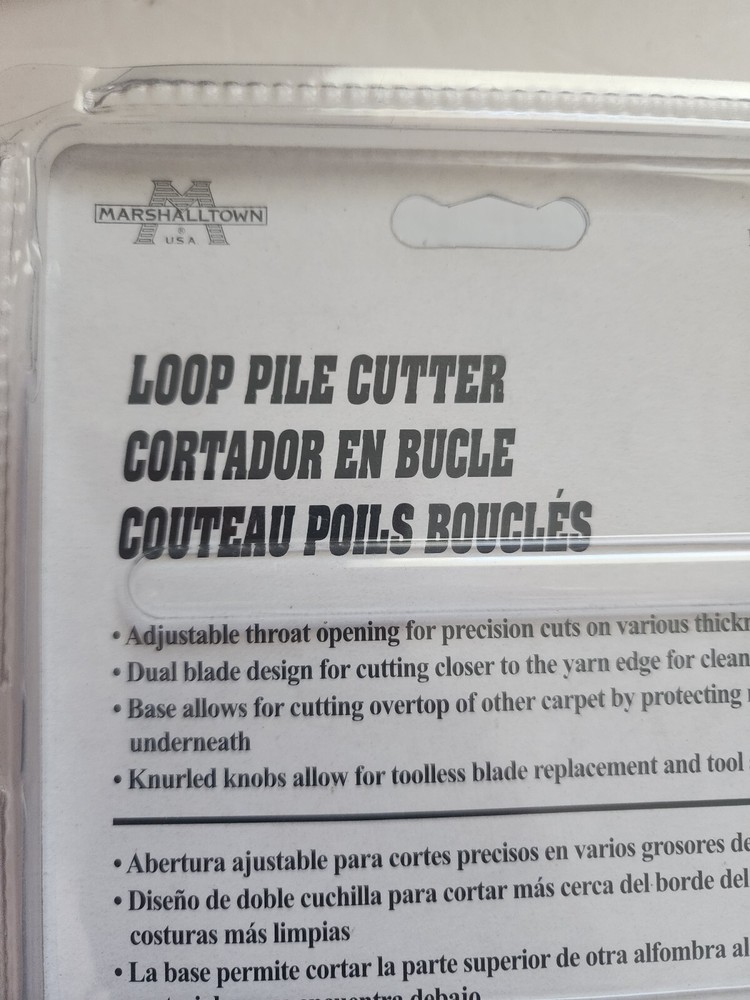 MARSHALLTOWN
®
USA
LOOP PILE CUTTER
CORTADOR EN BUCLE
COUTEAU POILS BOUCLÉS
• Adjustable throat opening for precision cuts on various
• Dual blade design for cutting closer to the yarn edge for
• Base allows for cutting overtop of other carpet by protecting
underneath
• Knurled knobs allow for toolless blade replacement and tool
• Abertura ajustable para cortes precisos en varios grosores de
• Diseño de doble cuchilla para cortar más cerca del borde del
costuras más limpias
• La base permite cortar la parte superior de otra alfombra al
debajo